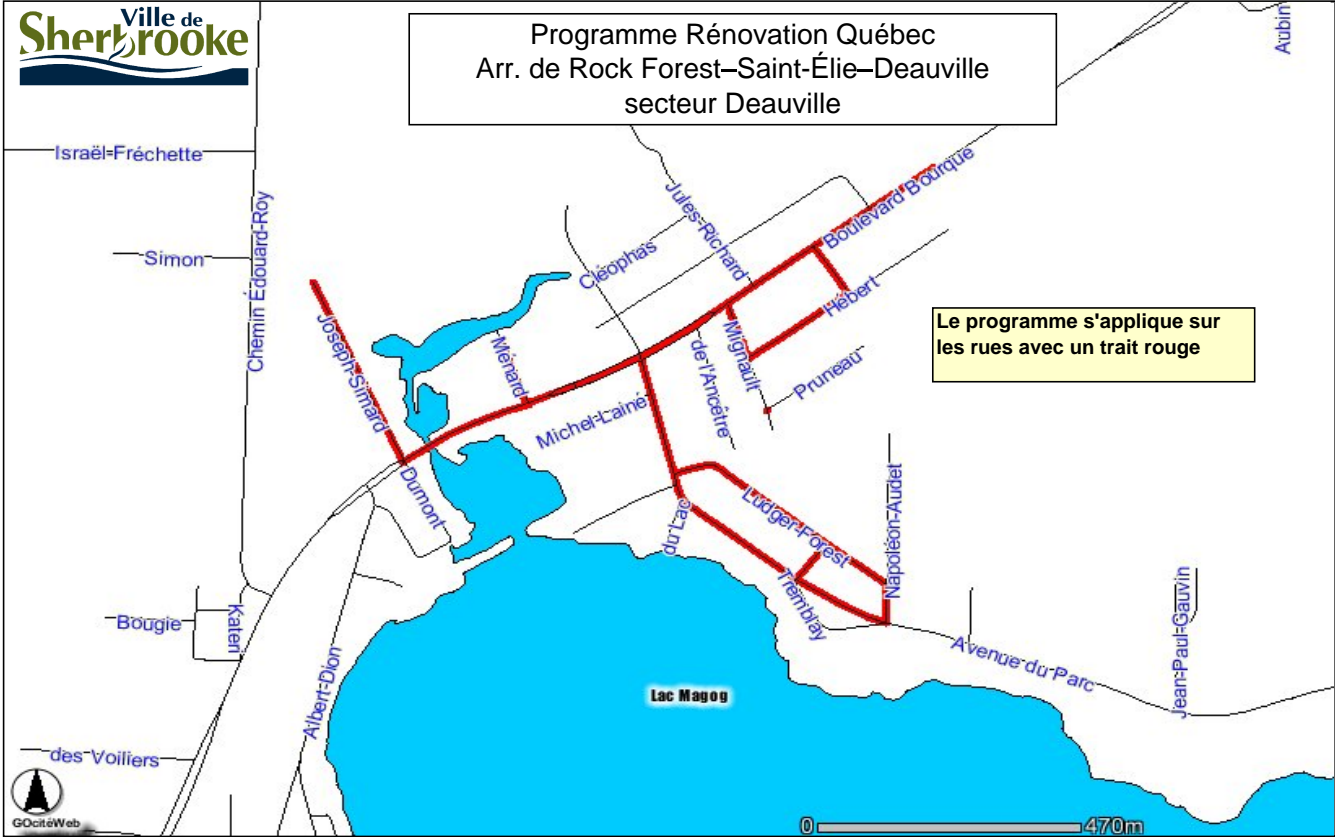 Ville de
Sherbrooke
Programme Rénovation Québec
Arr. de Rock Forest–Saint-Élie–Deauville
secteur Deauville
Aubin
Israël-Fréchette
Chemin Édouard-Roy
Simon
Jules-Richard
Boulevard Bourque
Cléophas
Hébert
Joseph-Simard
Ménard
Mignault
de l'Ancêtre
Pruneau
Michel-Lainé
Le programme s'applique sur
les rues avec un trait rouge
Dumont
du Lac
Ludger-Forest
Napoléon-Audet
Tremblay
Avenue du Parc
Jean-Paul-Gauvin
Bougie
Kateri
Albert-Dion
Lac Magog
des Voiliers
GOcitéWeb
0 470m